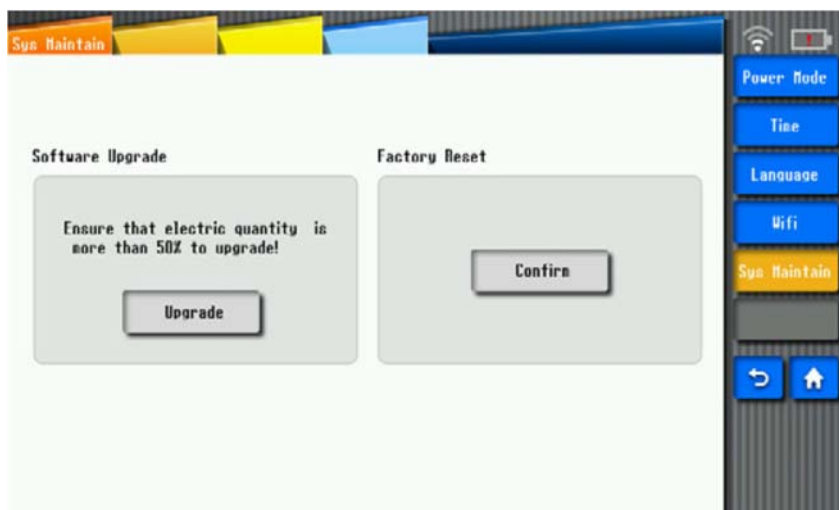 Sys Maintain
Software Upgrade
Ensure that electric quantity is
more than 50% to upgrade!
Upgrade
Factory Reset
Confirm
Power Mode
Time
Language
Wifi
Sys Maintain